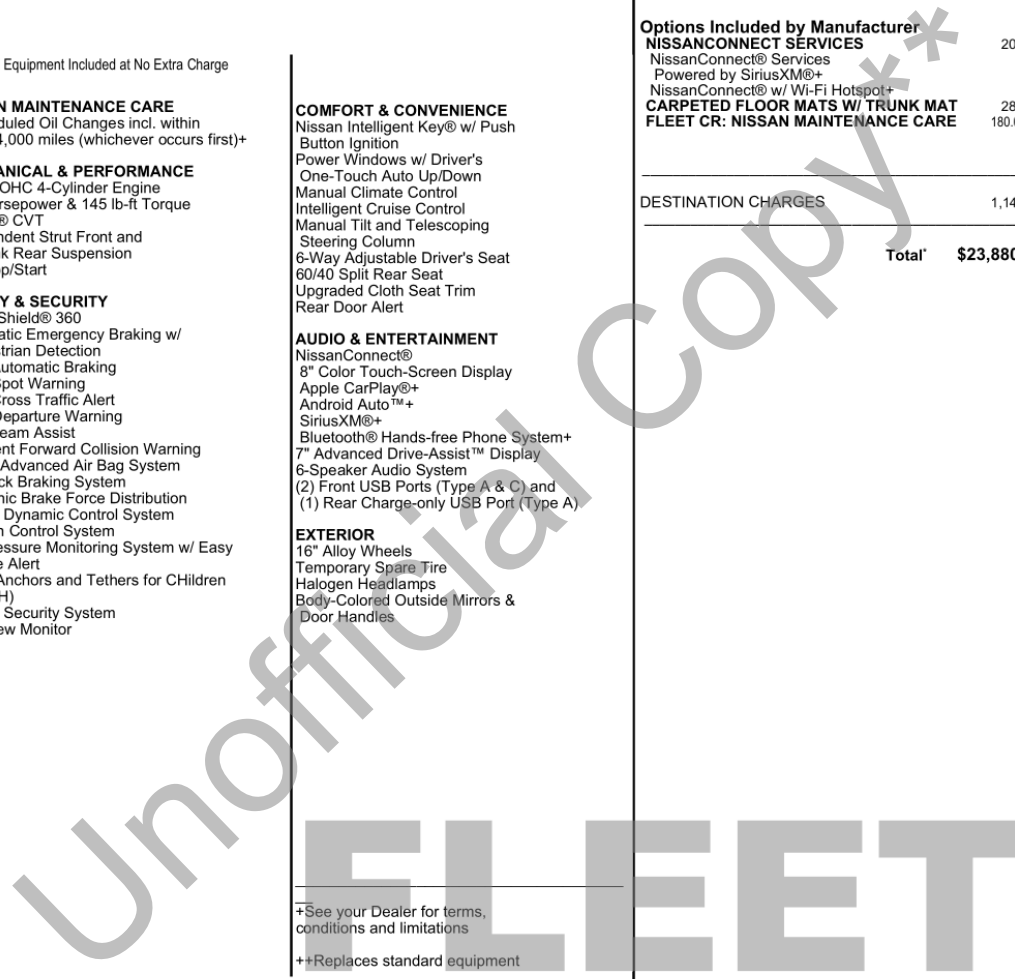 Equipment Included at No Extra Charge
N MAINTENANCE CARE
duled Oil Changes incl. within
4,000 miles (whichever occurs first)+
ANICAL & PERFORMANCE
OHC 4-Cylinder Engine
rsepower & 145 lb-ft Torque
® CVT
ndent Strut Front and
k Rear Suspension
p/Start
Y & SECURITY
Shield® 360
atic Emergency Braking w/
trian Detection
utomatic Braking
pot Warning
ross Traffic Alert
eparture Warning
eam Assist
ent Forward Collision Warning
Advanced Air Bag System
ck Braking System
nic Brake Force Distribution
Dynamic Control System
n Control System
essure Monitoring System w/ Easy
e Alert
Anchors and Tethers for CHildren
H)
Security System
ew Monitor
COMFORT & CONVENIENCE
Nissan Intelligent Key® w/ Push
Button Ignition
Power Windows w/ Driver's
One-Touch Auto Up/Down
Manual Climate Control
Intelligent Cruise Control
Manual Tilt and Telescoping
Steering Column
6-Way Adjustable Driver's Seat
60/40 Split Rear Seat
Upgraded Cloth Seat Trim
Rear Door Alert
AUDIO & ENTERTAINMENT
NissanConnect®
8" Color Touch-Screen Display
Apple CarPlay®+
Android Auto™+
SiriusXM®+
Bluetooth® Hands-free Phone System+
7" Advanced Drive-Assist™ Display
6-Speaker Audio System
(2) Front USB Ports (Type A & C) and
(1) Rear Charge-only USB Port (Type A)
EXTERIOR
16" Alloy Wheels
Temporary Spare Tire
Halogen Headlamps
Body-Colored Outside Mirrors &
Door Handles
+See your Dealer for terms,
conditions and limitations
++Replaces standard equipment
Options Included by Manufacturer
NISSANCONNECT SERVICES 20
NissanConnect® Services
Powered by SiriusXM®+
NissanConnect® w/ Wi-Fi Hotspot+
CARPETED FLOOR MATS W/ TRUNK MAT 28
FLEET CR: NISSAN MAINTENANCE CARE 180.
DESTINATION CHARGES 1,14
Total* $23,880
Unofficial Copy**
FLEET